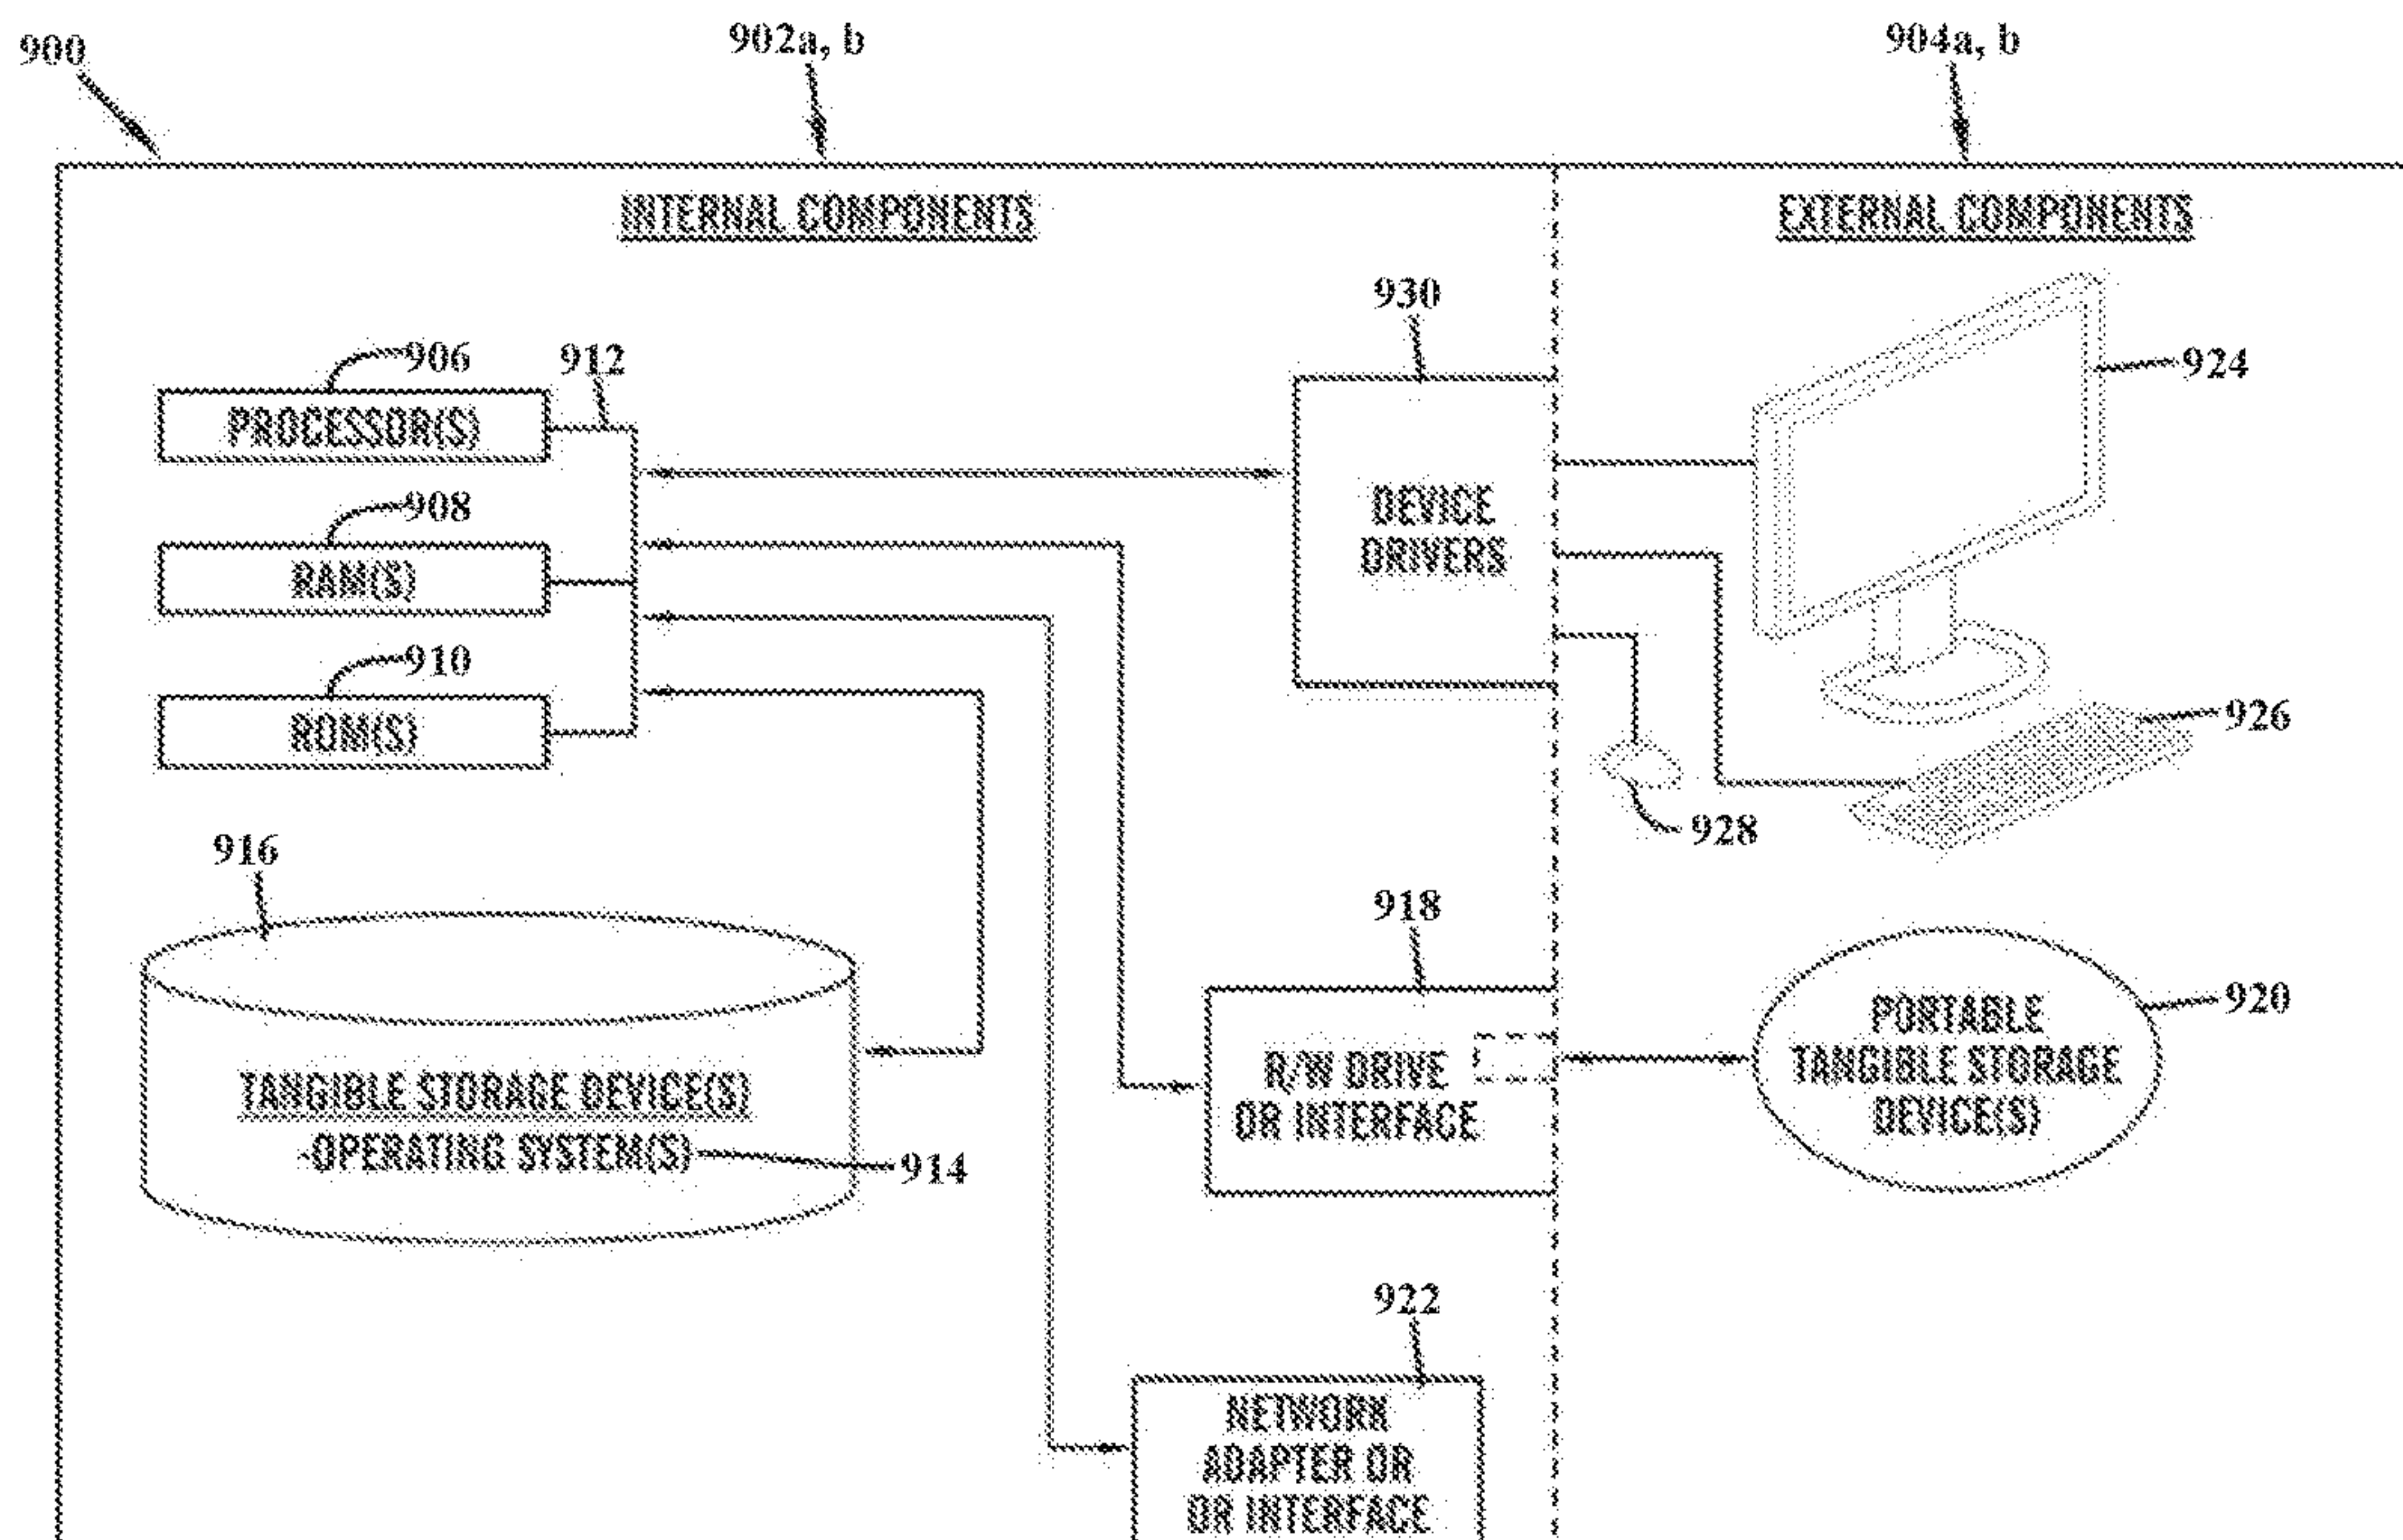 900
902a, b
904a, b
INTERNAL COMPONENTS
EXTERNAL COMPONENTS
930
906
912
924
PROCESSOR(S)
908
DEVICE
DRIVERS
RAM(S)
910
ROM(S)
926
928
916
918
920
PORTABLE
TANGIBLE STORAGE
DEVICE(S)
R/W DRIVE
OR INTERFACE
TANGIBLE STORAGE DEVICE(S)
-OPERATING SYSTEM(S)
914
922
NETWORK
ADAPTER OR
OR INTERFACE